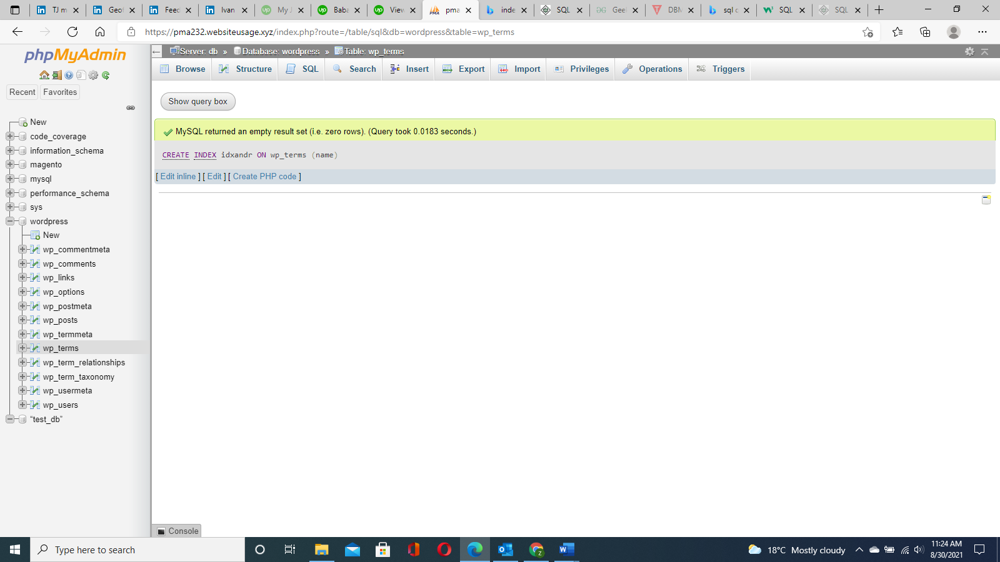 TJ m
Geof
Feec
Ivan
My J
Baba
View
pma
inde
SQL
Gee
DBM
sql c
SQL
SQL
https://pma232.websiteusage.xyz/index.php?route=/table/sql&db=wordpress&table=wp_terms
phpMyAdmin
Recent
Favorites
New
code_coverage
information_schema
magento
mysql
performance_schema
sys
wordpress
New
wp_commentmeta
wp_comments
wp_links
wp_options
wp_postmeta
wp_posts
wp_termmeta
wp_terms
wp_term_relationships
wp_term_taxonomy
wp_usermeta
wp_users
“test_db”
Server: db » Database: wordpress » Table: wp_terms
Browse
Structure
SQL
Search
Insert
Export
Import
Privileges
Operations
Triggers
Show query box
MySQL returned an empty result set (i.e. zero rows). (Query took 0.0183 seconds.)
CREATE INDEX idxandr ON wp_terms (name)
[ Edit inline ] [ Edit ] [ Create PHP code ]
Console
Type here to search
18°C Mostly cloudy
11:24 AM
8/30/2021